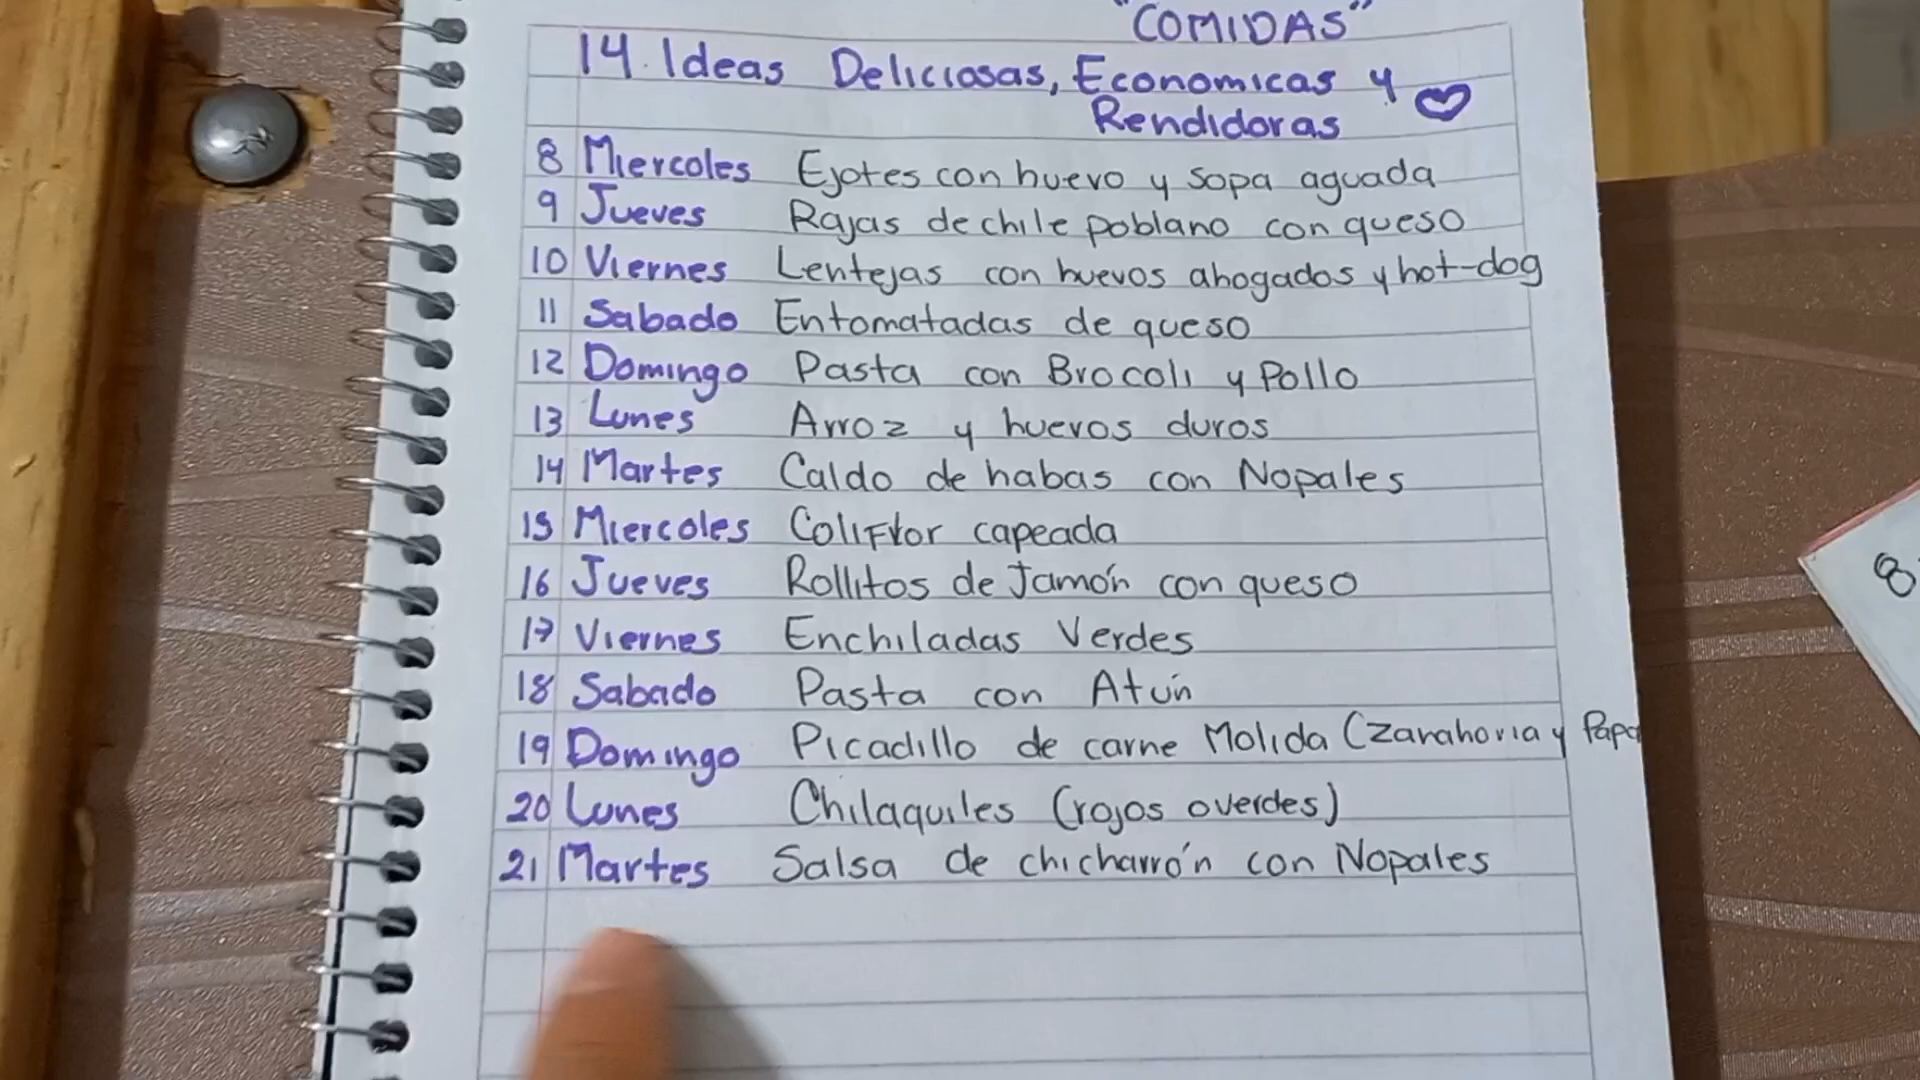 "COMIDAS"
14. Ideas Deliciosas, Economicas y
Rendidoras
8 Miercoles Ejotes con huevo y sopa aguada
9 Jueves Rajas de chile poblano con queso
10 Viernes Lentejas con huevos ahogados y hot-dog
11 Sabado Entomatadas de queso
12 Domingo Pasta con Brocoli y Pollo
13 Lunes Arroz y huevos duros
14 Martes Caldo de habas con Nopales
15 Miercoles Coliflor capeada
16 Jueves Rollitos de Jamón con queso
17 Viernes Enchiladas Verdes
18 Sabado Pasta con Atún
19 Domingo Picadillo de carne Molida (Zanahoria y Papa
20 Lunes Chilaquiles (rojos o verdes)
21 Martes Salsa de chicharrón con Nopales
8